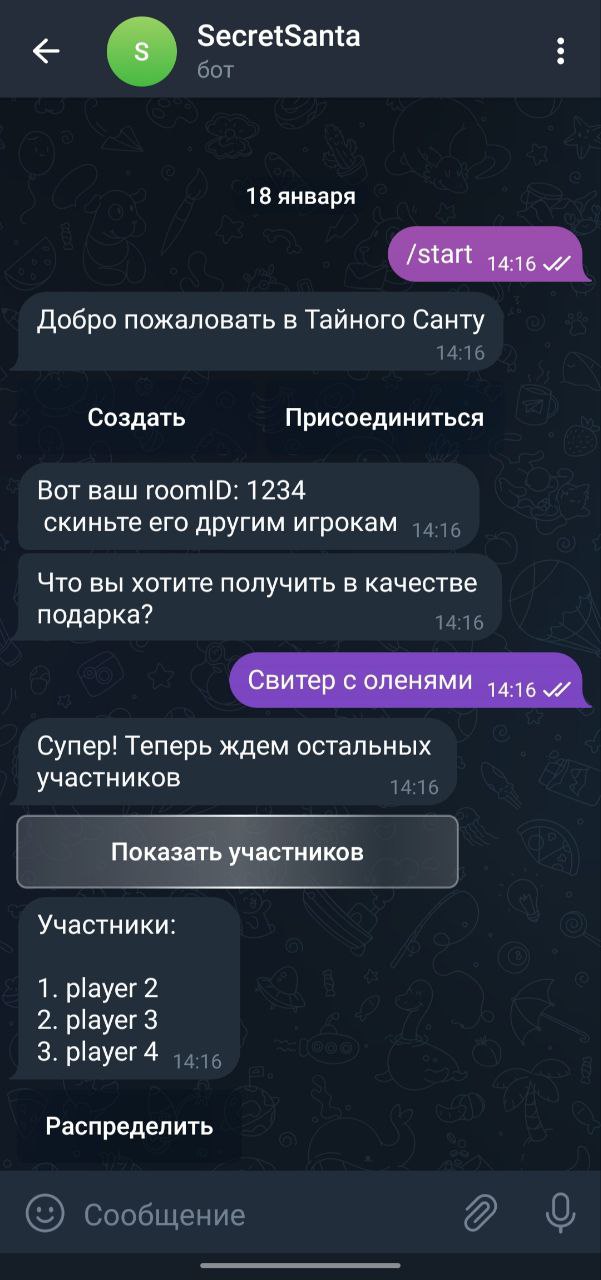 S
SecretSanta
бот
18 января
/start 14:16
Добро пожаловать в Тайного Санту
14:16
Создать
Присоединиться
Вот ваш roomID: 1234
скиньте его другим игрокам 14:16
Что вы хотите получить в качестве
подарка? 14:16
Свитер с оленями 14:16
Супер! Теперь ждем остальных
участников 14:16
Показать участников
Участники:
1. player 2
2. player 3
3. player 4 14:16
Распределить
Сообщение